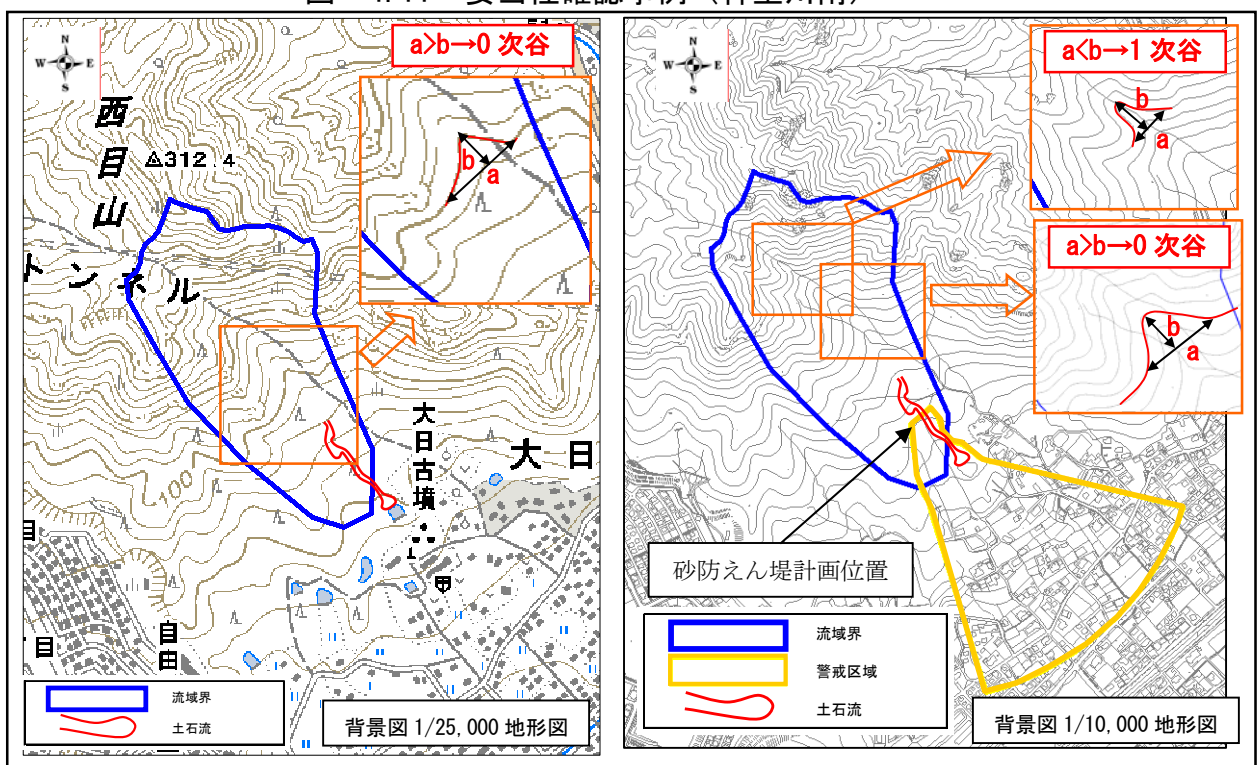 N
W E
S
西目山
312.4
トンネル
100
大日古墳
大日
自由
目
目
a>b→0 次谷
b
a
流域界
土石流
背景図 1/25,000 地形図
N
W E
S
a<b→1 次谷
b
a
a>b→0 次谷
b
a
砂防えん堤計画位置
流域界
警戒区域
土石流
背景図 1/10,000 地形図